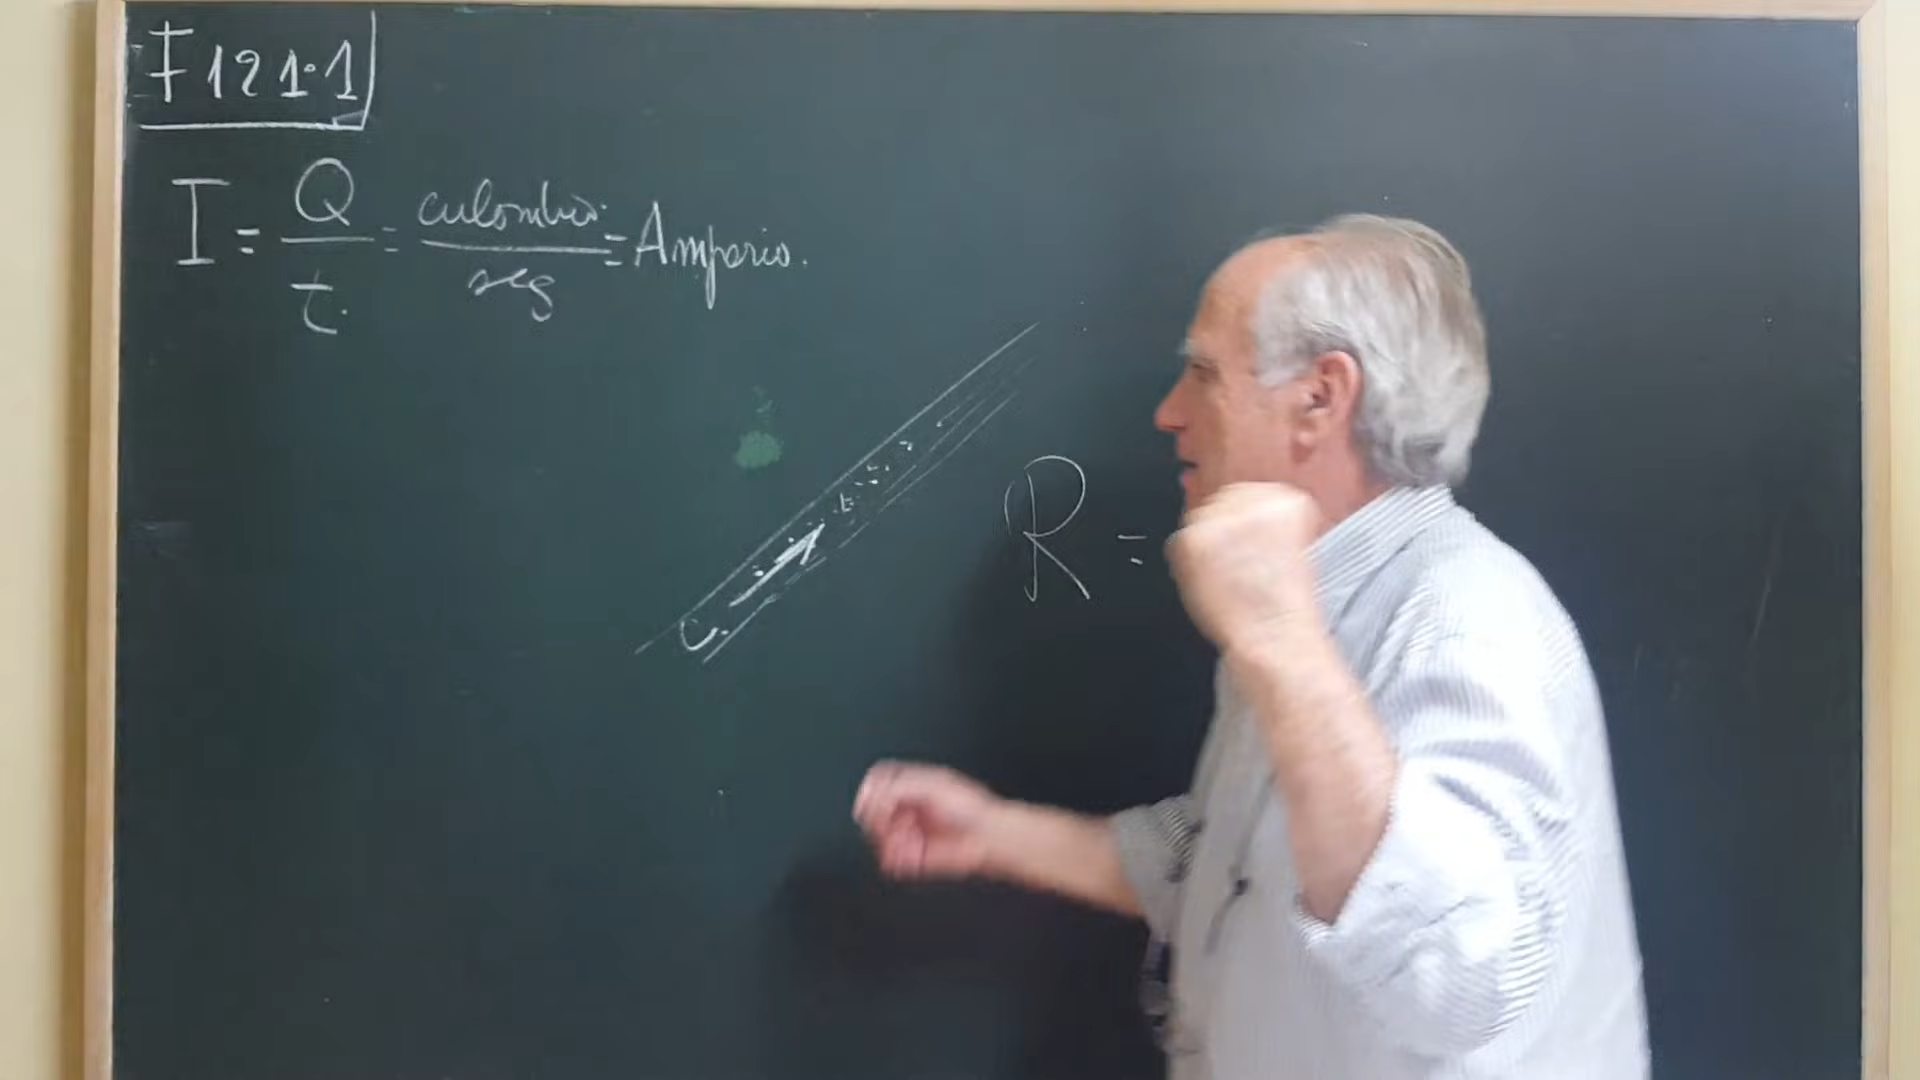 F121.1
I = Q/t. = culombio/seg = Amperio.
R =